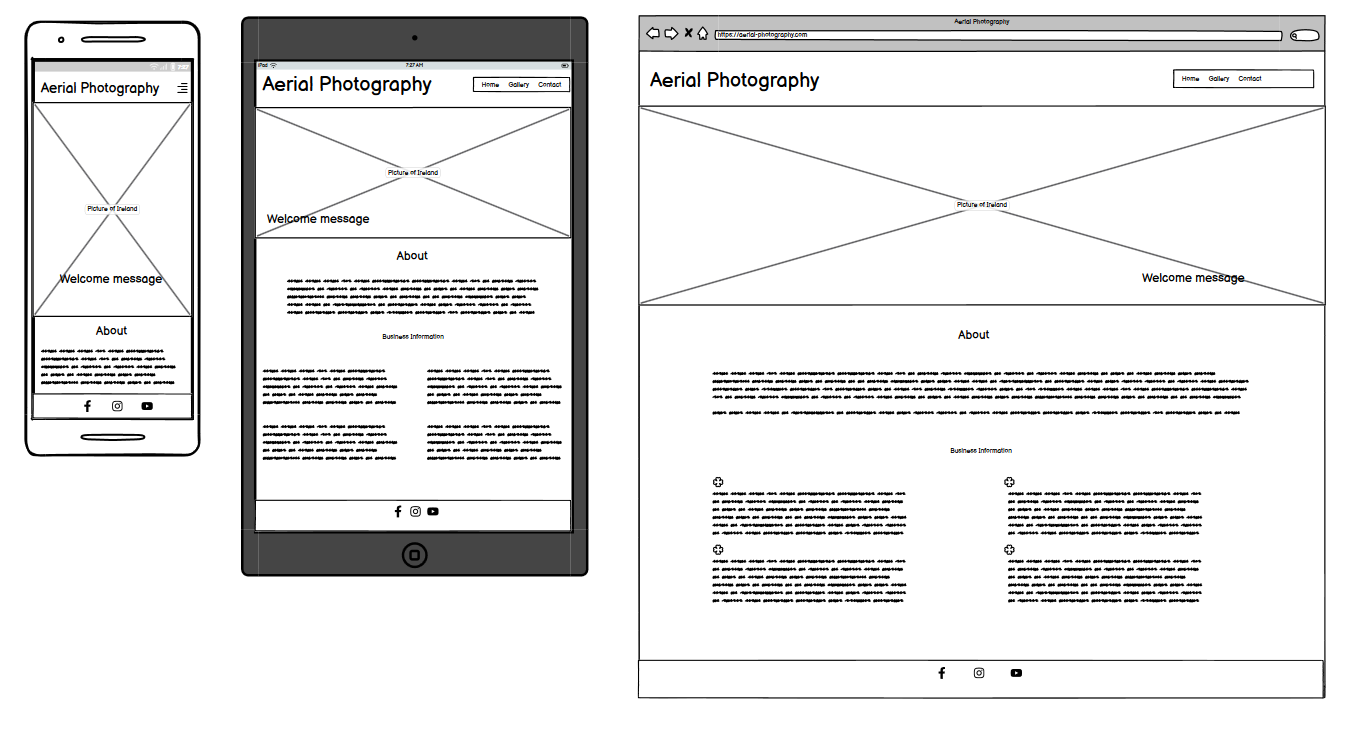 Aerial Photography
Picture of Ireland
Welcome message
About
iPad
7:27 AM
Aerial Photography
Home Gallery Contact
Picture of Ireland
Welcome message
About
Business Information
Aerial Photography
https://aerial-photography.com
Aerial Photography
Home Gallery Contact
Picture of Ireland
Welcome message
About
Business Information